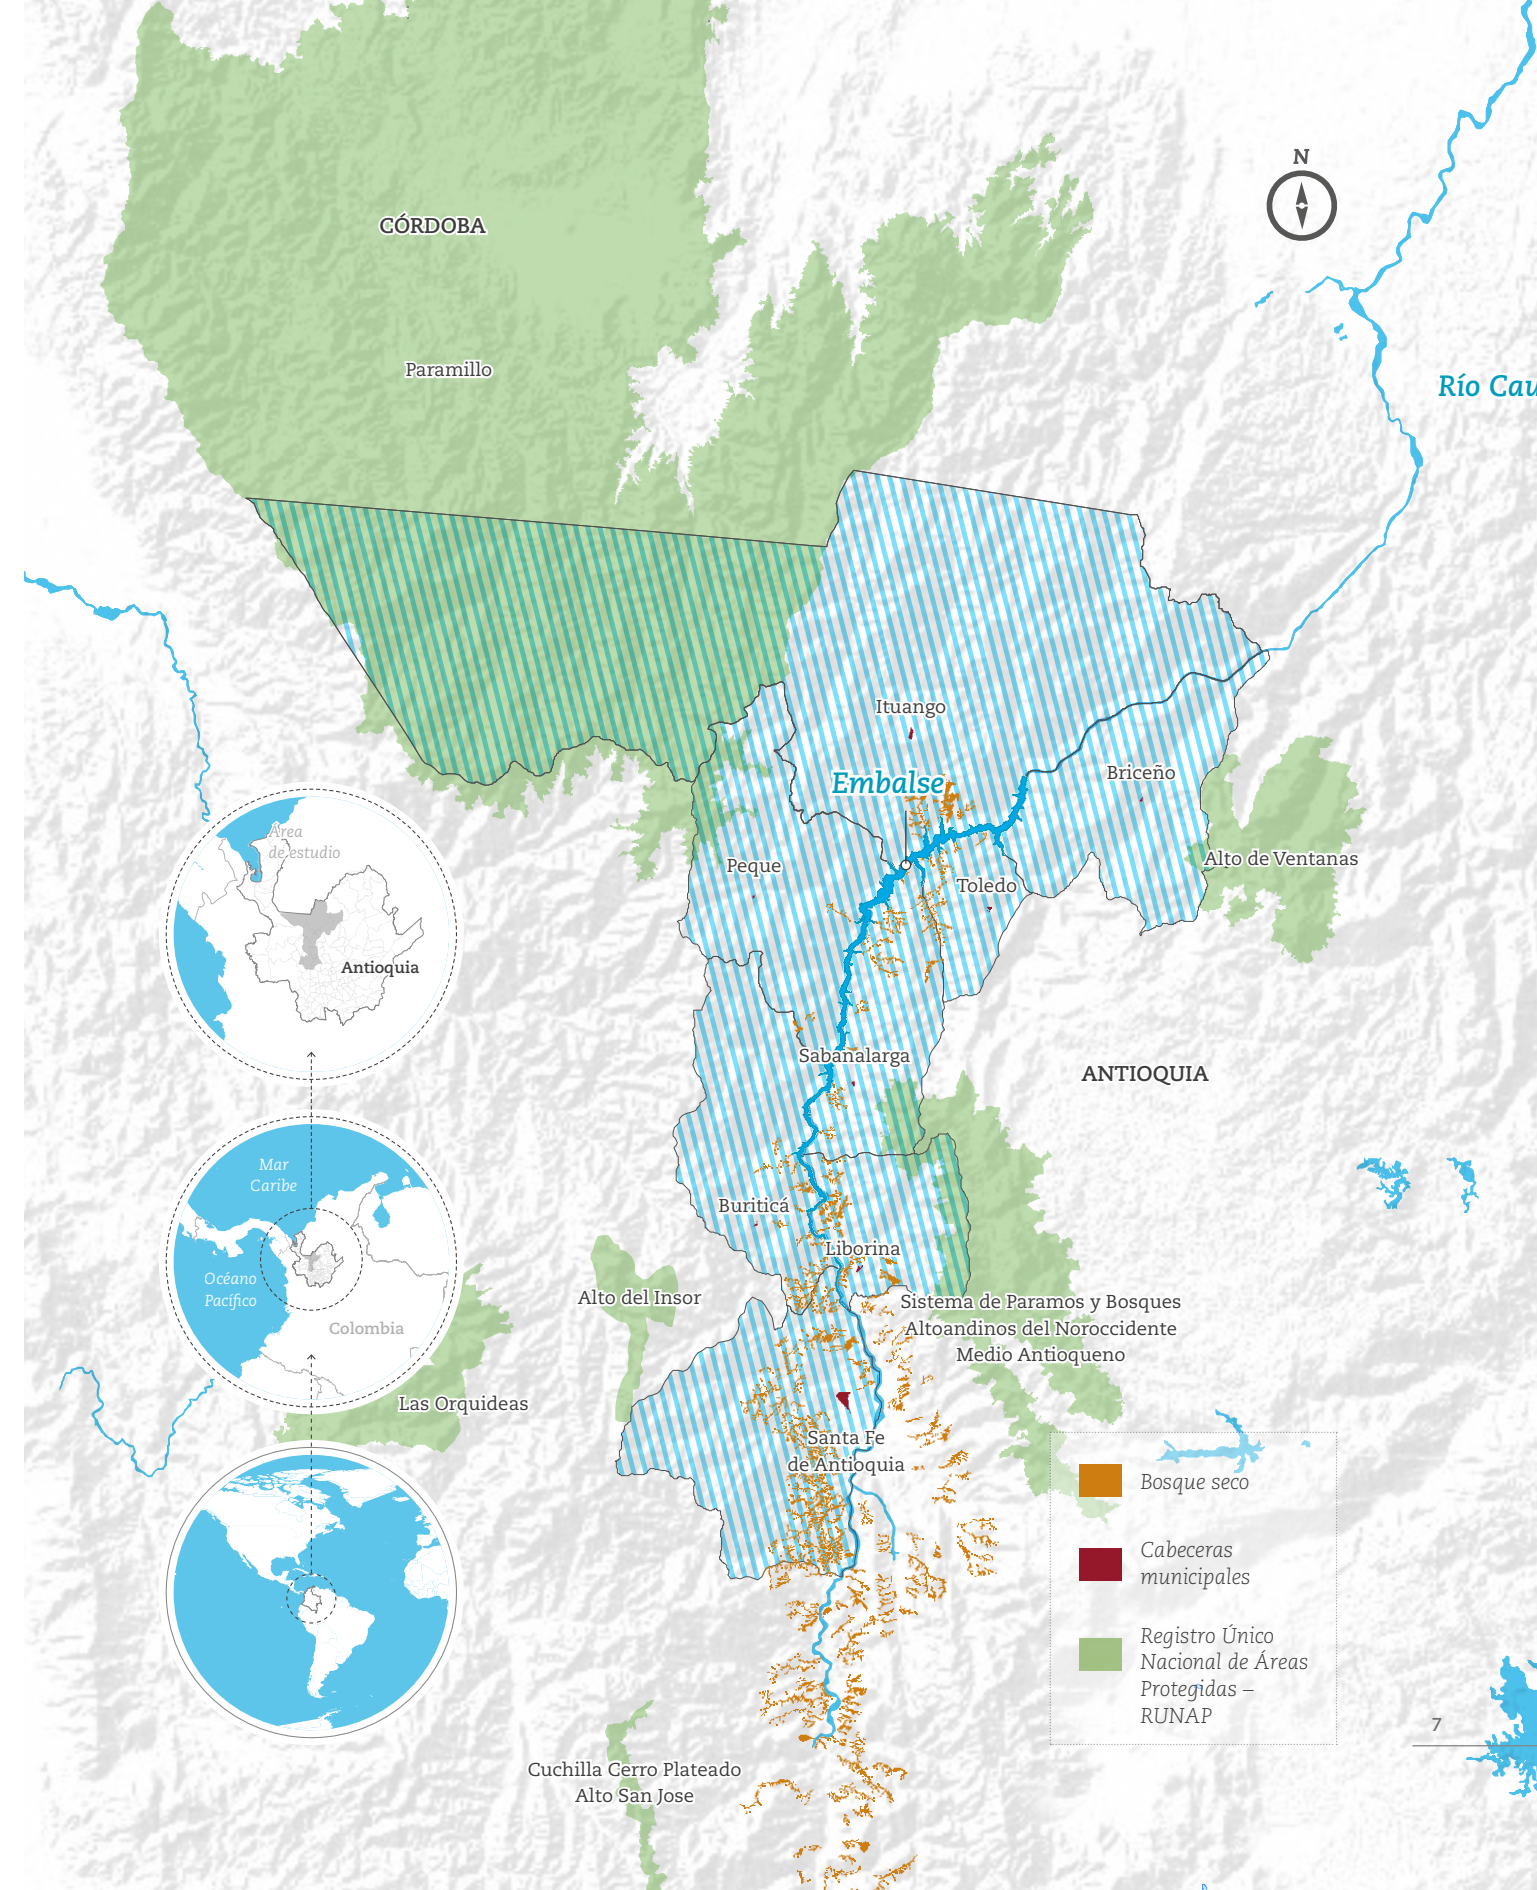 N
CÓRDOBA
Paramillo
Río Cau
Ituango
Embalse
Briceño
Peque
Toledo
Alto de Ventanas
Área
de estudio
Antioquia
Sabanalarga
ANTIOQUIA
Mar
Caribe
Océano
Pacífico
Colombia
Buriticá
Liborina
Alto del Insor
Sistema de Paramos y Bosques
Altoandinos del Noroccidente
Medio Antioqueno
Las Orquideas
Santa Fe
de Antioquia
Bosque seco
Cabeceras
municipales
Registro Único
Nacional de Áreas
Protegidas –
RUNAP
7
Cuchilla Cerro Plateado
Alto San Jose